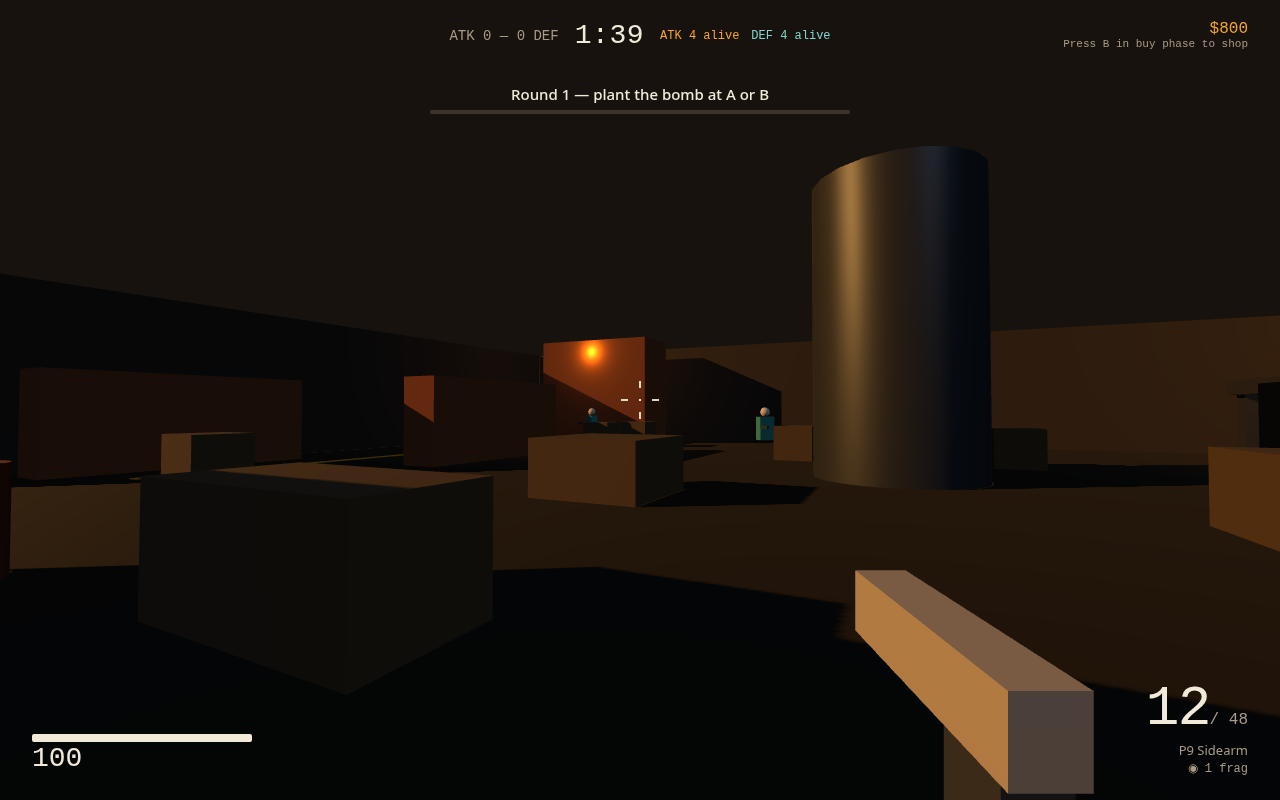 ATK 0 — 0 DEF 1:39 ATK 4 alive DEF 4 alive
$800
Press B in buy phase to shop
Round 1 — plant the bomb at A or B
100
12 / 48
P9 Sidearm
◉ 1 frag